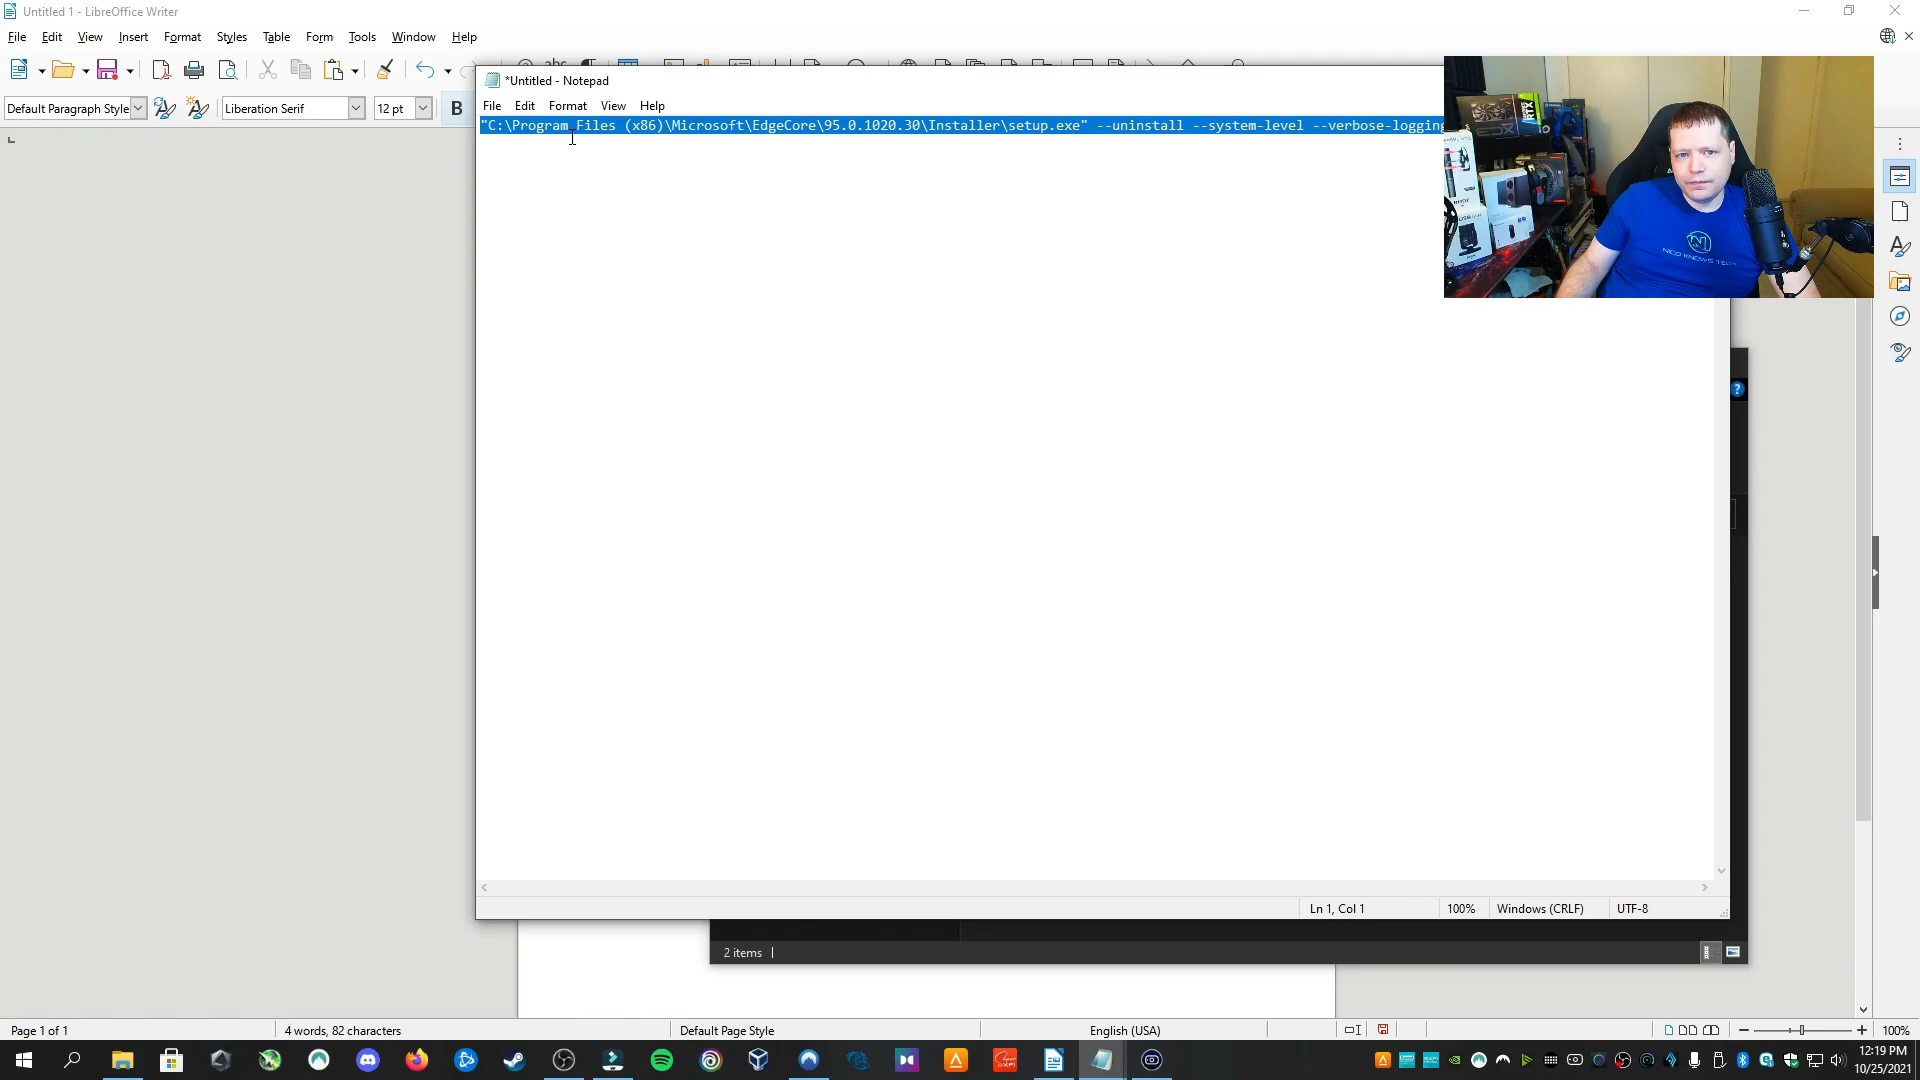 Untitled 1 - LibreOffice Writer
File Edit View Insert Format Styles Table Form Tools Window Help
Default Paragraph Style
Liberation Serif
12 pt
B
*Untitled - Notepad
File Edit Format View Help
"C:\Program Files (x86)\Microsoft\EdgeCore\95.0.1020.30\Installer\setup.exe" --uninstall --system-level --verbose-logging
NICO KNOWS TECH
RTX
Ln 1, Col 1
100%
Windows (CRLF)
UTF-8
2 items
Page 1 of 1
4 words, 82 characters
Default Page Style
English (USA)
100%
12:19 PM
10/25/2021